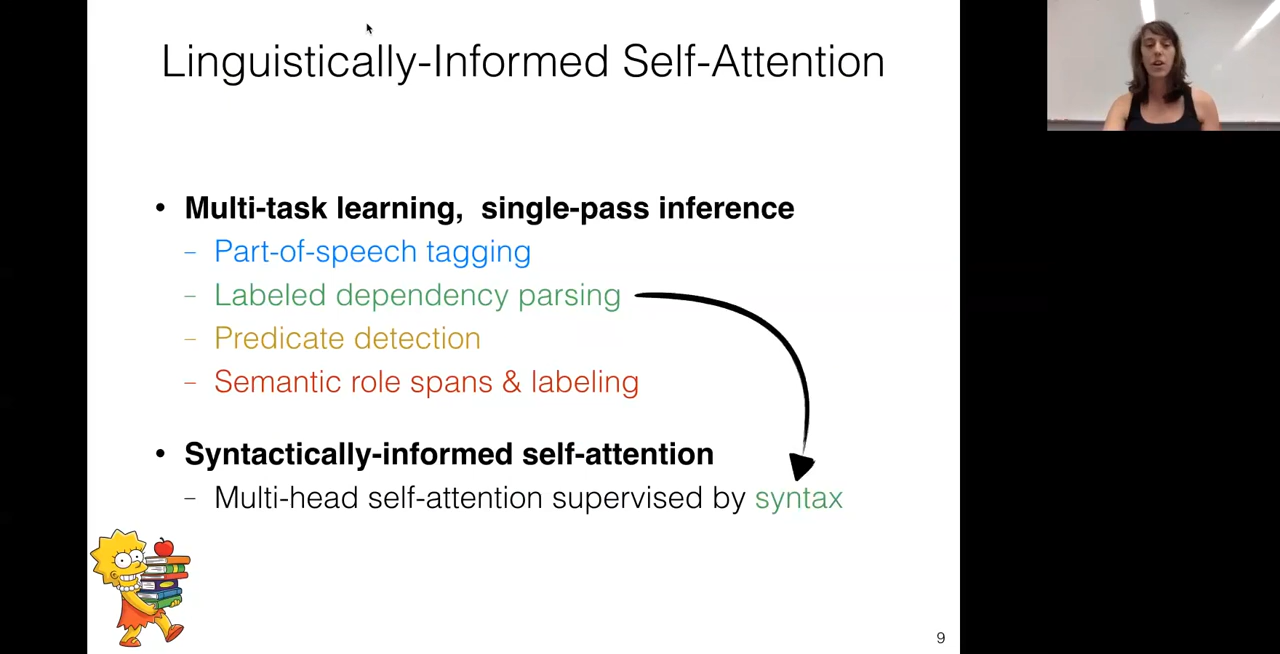 Linguistically-Informed Self-Attention
• Multi-task learning, single-pass inference
– Part-of-speech tagging
– Labeled dependency parsing
– Predicate detection
– Semantic role spans & labeling
• Syntactically-informed self-attention
– Multi-head self-attention supervised by syntax
9